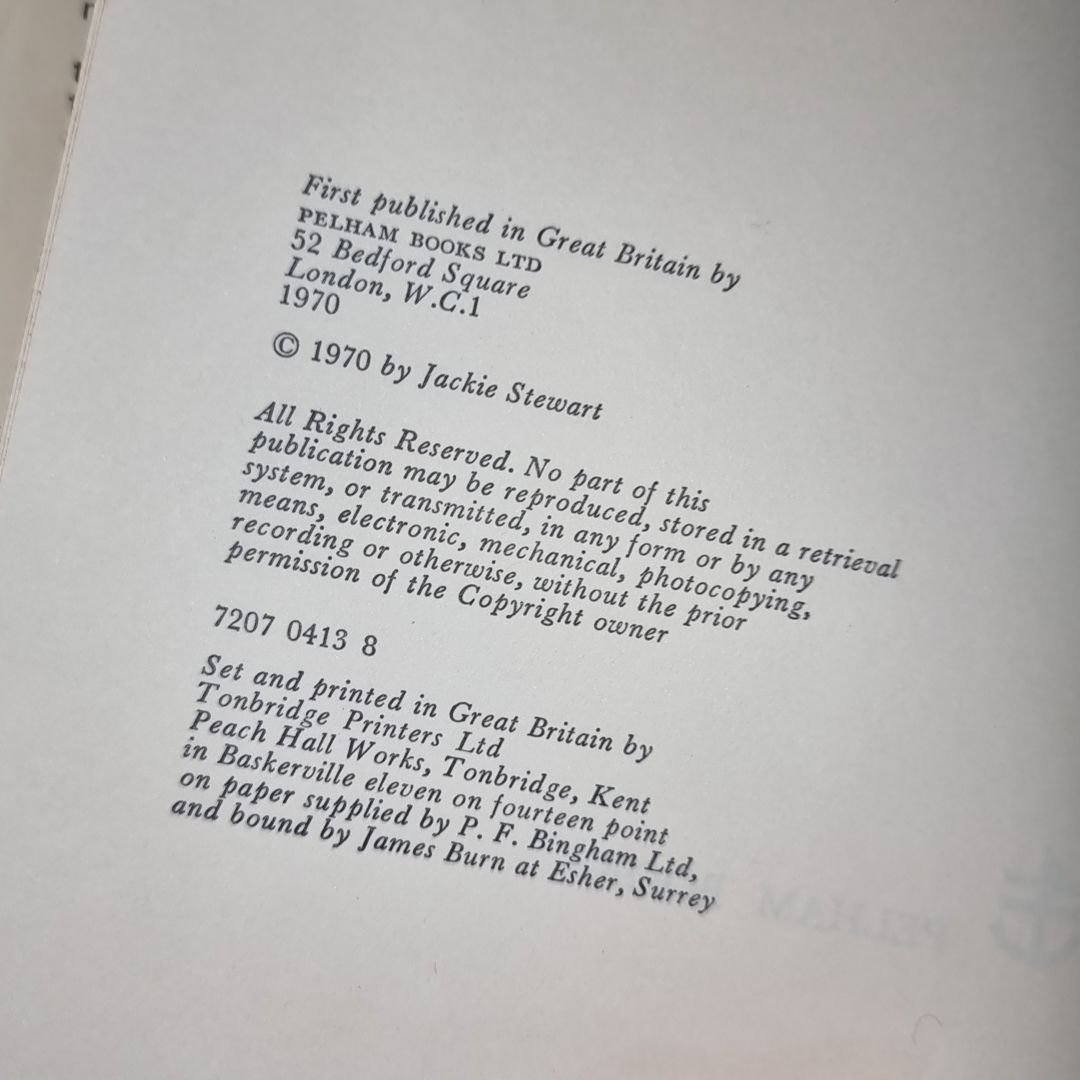 First published in Great Britain by
PELHAM BOOKS LTD
52 Bedford Square
London, W.C.1
1970
© 1970 by Jackie Stewart
All Rights Reserved. No part of this
publication may be reproduced, stored in a retrieval
system, or transmitted, in any form or by any
means, electronic, mechanical, photocopying,
recording or otherwise, without the prior
permission of the Copyright owner
7207 0413 8
Set and printed in Great Britain by
Tonbridge Printers Ltd
Peach Hall Works, Tonbridge, Kent
in Baskerville eleven on fourteen point
on paper supplied by P. F. Bingham Ltd,
and bound by James Burn at Esher, Surrey
PELHAM